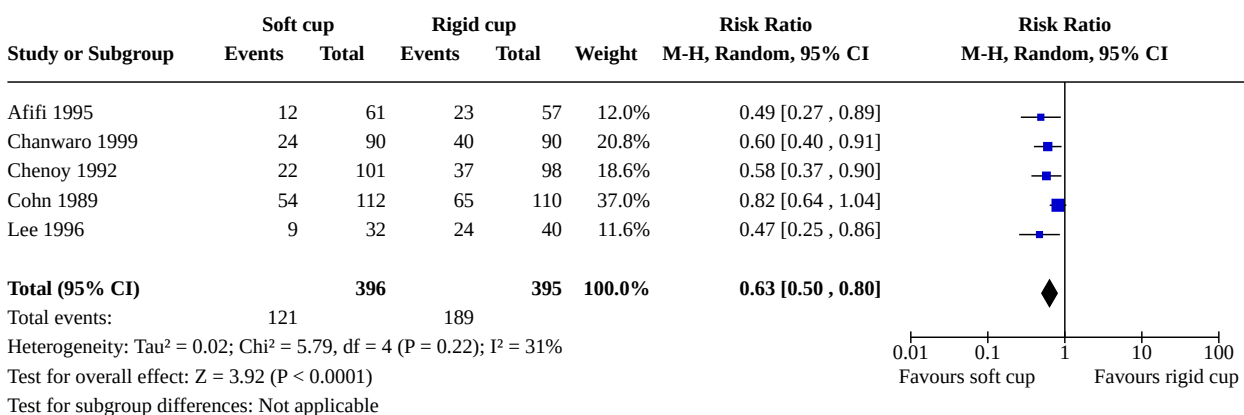 Soft cup Rigid cup Risk Ratio Risk Ratio
Study or Subgroup Events Total Events Total Weight M-H, Random, 95% CI M-H, Random, 95% CI
Afifi 1995 12 61 23 57 12.0% 0.49 [0.27 , 0.89]
Chanwaro 1999 24 90 40 90 20.8% 0.60 [0.40 , 0.91]
Chenoy 1992 22 101 37 98 18.6% 0.58 [0.37 , 0.90]
Cohn 1989 54 112 65 110 37.0% 0.82 [0.64 , 1.04]
Lee 1996 9 32 24 40 11.6% 0.47 [0.25 , 0.86]
Total (95% CI) 396 395 100.0% 0.63 [0.50 , 0.80]
Total events: 121 189
Heterogeneity: Tau² = 0.02; Chi² = 5.79, df = 4 (P = 0.22); I² = 31%
0.01 0.1 1 10 100
Test for overall effect: Z = 3.92 (P < 0.0001) Favours soft cup Favours rigid cup
Test for subgroup differences: Not applicable